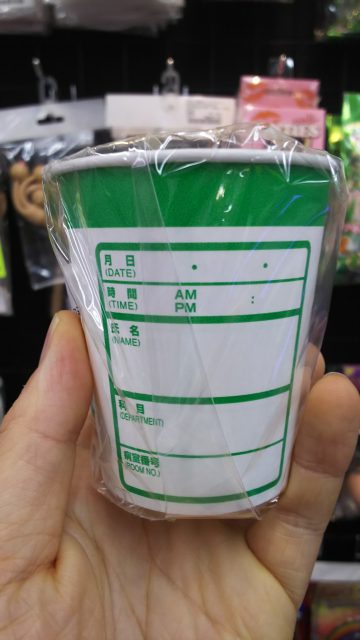 月日
(DATE)
時間 AM :
(TIME) PM
氏名
(NAME)
科目
(DEPARTMENT)
病室番号
(ROOM NO.)